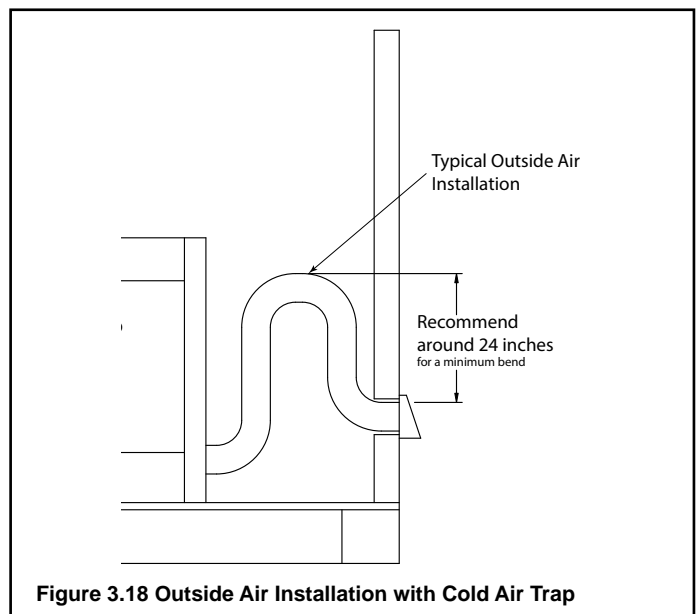 Typical Outside Air
Installation
Recommend
around 24 inches
for a minimum bend
Figure 3.18 Outside Air Installation with Cold Air Trap